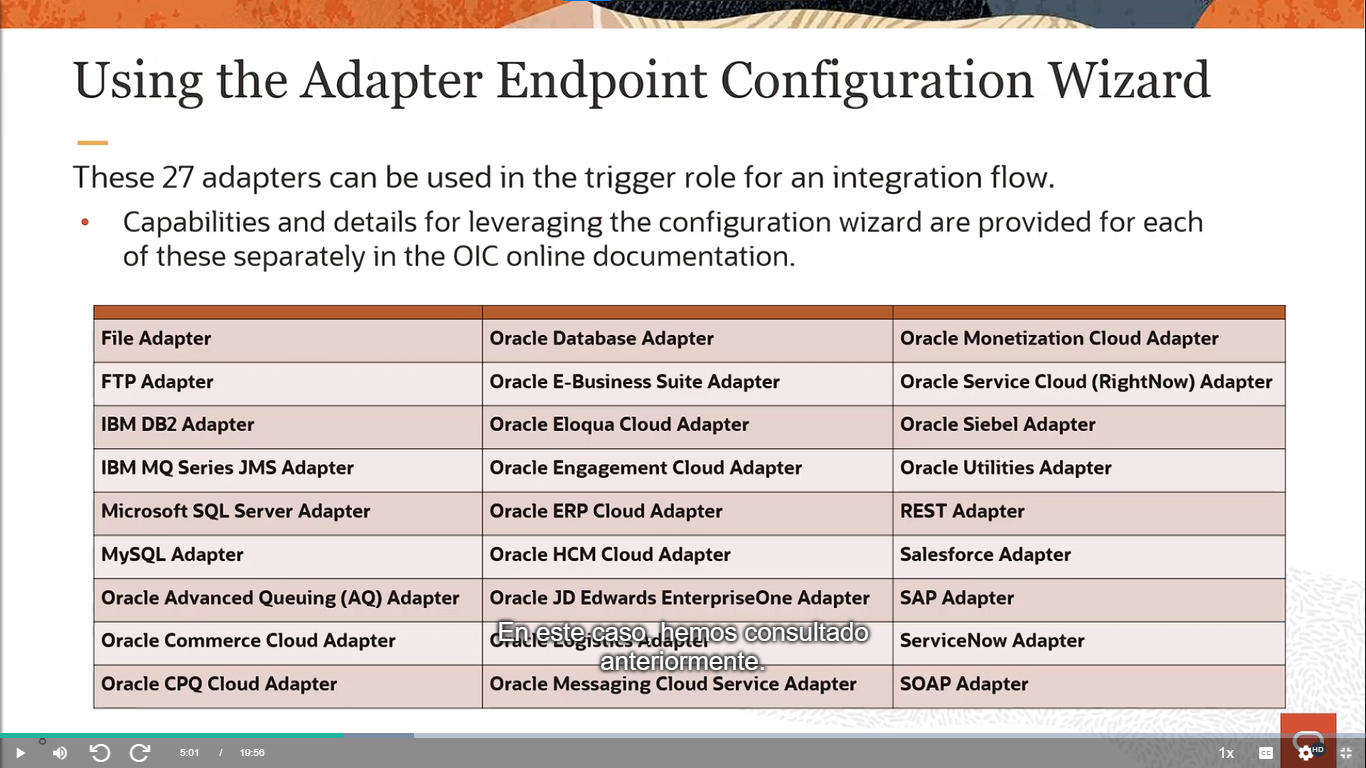 Using the Adapter Endpoint Configuration Wizard
These 27 adapters can be used in the trigger role for an integration flow.
• Capabilities and details for leveraging the configuration wizard are provided for each
of these separately in the OIC online documentation.
File Adapter Oracle Database Adapter Oracle Monetization Cloud Adapter
FTP Adapter Oracle E-Business Suite Adapter Oracle Service Cloud (RightNow) Adapter
IBM DB2 Adapter Oracle Eloqua Cloud Adapter Oracle Siebel Adapter
IBM MQ Series JMS Adapter Oracle Engagement Cloud Adapter Oracle Utilities Adapter
Microsoft SQL Server Adapter Oracle ERP Cloud Adapter REST Adapter
MySQL Adapter Oracle HCM Cloud Adapter Salesforce Adapter
Oracle Advanced Queuing (AQ) Adapter Oracle JD Edwards EnterpriseOne Adapter SAP Adapter
Oracle Commerce Cloud Adapter Oracle Logistics Adapter ServiceNow Adapter
En este caso, hemos consultado
anteriormente.
Oracle CPQ Cloud Adapter Oracle Messaging Cloud Service Adapter SOAP Adapter
5:01 / 19:56 1x CC HD